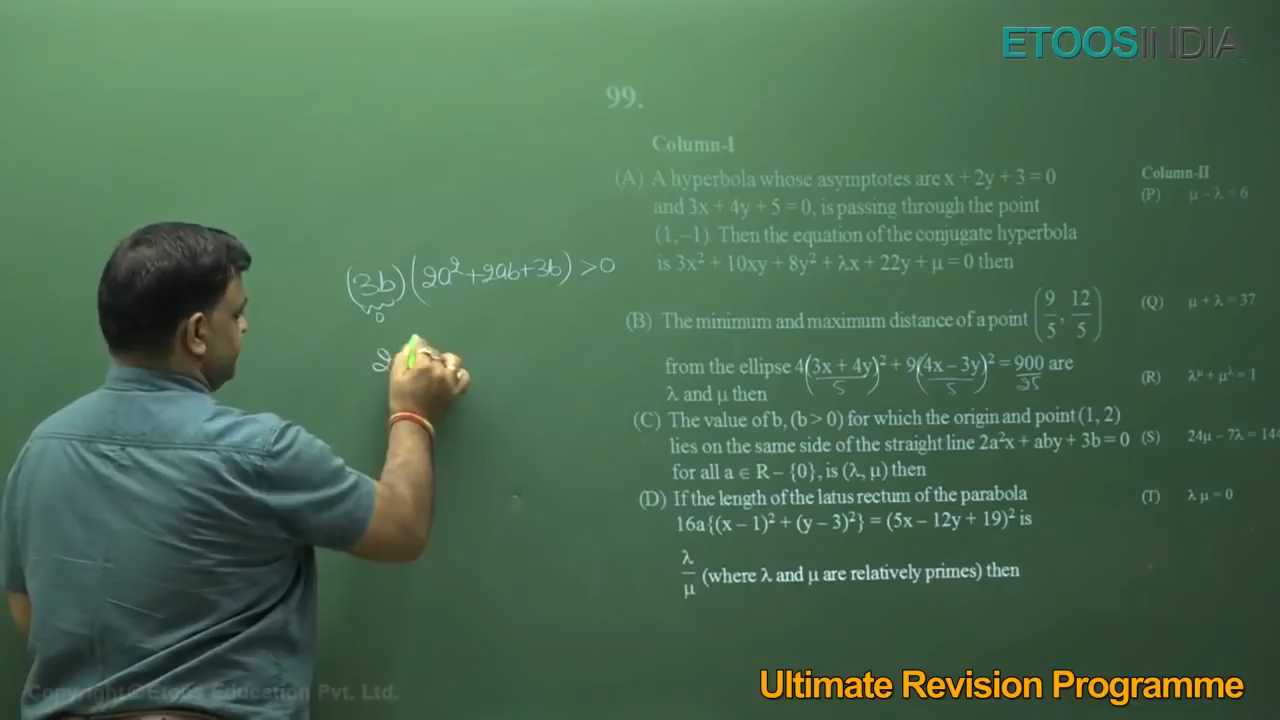 ETOOSINDIA
99.
Column-I
Column-II
(A) A hyperbola whose asymptotes are x + 2y + 3 = 0
and 3x + 4y + 5 = 0, is passing through the point
(1, –1). Then the equation of the conjugate hyperbola
is 3x² + 10xy + 8y² + λx + 22y + μ = 0 then
(P) μ – λ = 6
(B) The minimum and maximum distance of a point (9/5, 12/5)
from the ellipse 4(3x + 4y)² + 9(4x – 3y)² = 900 are
5 5 25
λ and μ then
(Q) μ + λ = 37
(C) The value of b, (b > 0) for which the origin and point (1, 2)
lies on the same side of the straight line 2a²x + aby + 3b = 0
for all a ∈ R – {0}, is (λ, μ) then
(R) λ^μ + μ^λ = 1
(S) 24μ – 7λ = 144
(D) If the length of the latus rectum of the parabola
16a{(x – 1)² + (y – 3)²} = (5x – 12y + 19)² is
λ/μ (where λ and μ are relatively primes) then
(T) λ μ = 0
(3b)(2a²+2ab+3b) >0
2
Copyright©Etoos Education Pvt. Ltd.
Ultimate Revision Programme